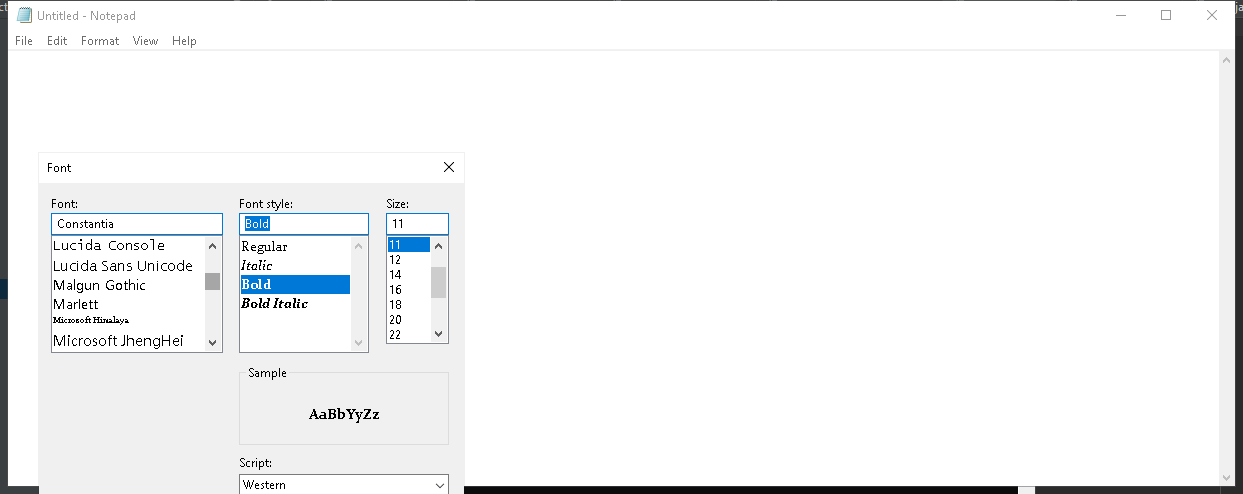 Untitled - Notepad
File Edit Format View Help
Font
Font: Font style: Size:
Constantia Bold 11
Lucida Console
Lucida Sans Unicode
Malgun Gothic
Marlett
Microsoft Himalaya
Microsoft JhengHei
Regular
Italic
Bold
Bold Italic
11
12
14
16
18
20
22
Sample
AaBbYyZz
Script:
Western